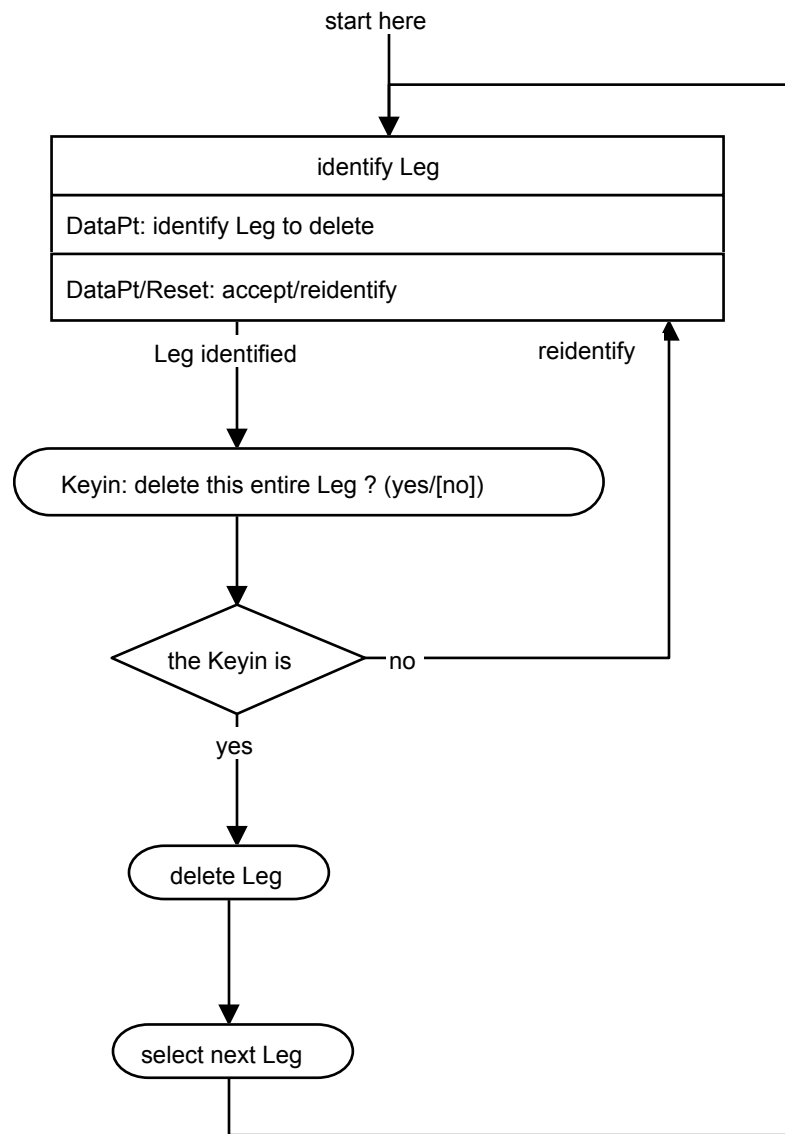 start here
identify Leg
DataPt: identify Leg to delete
DataPt/Reset: accept/reidentify
Leg identified
reidentify
Keyin: delete this entire Leg ? (yes/[no])
the Keyin is
no
yes
delete Leg
select next Leg